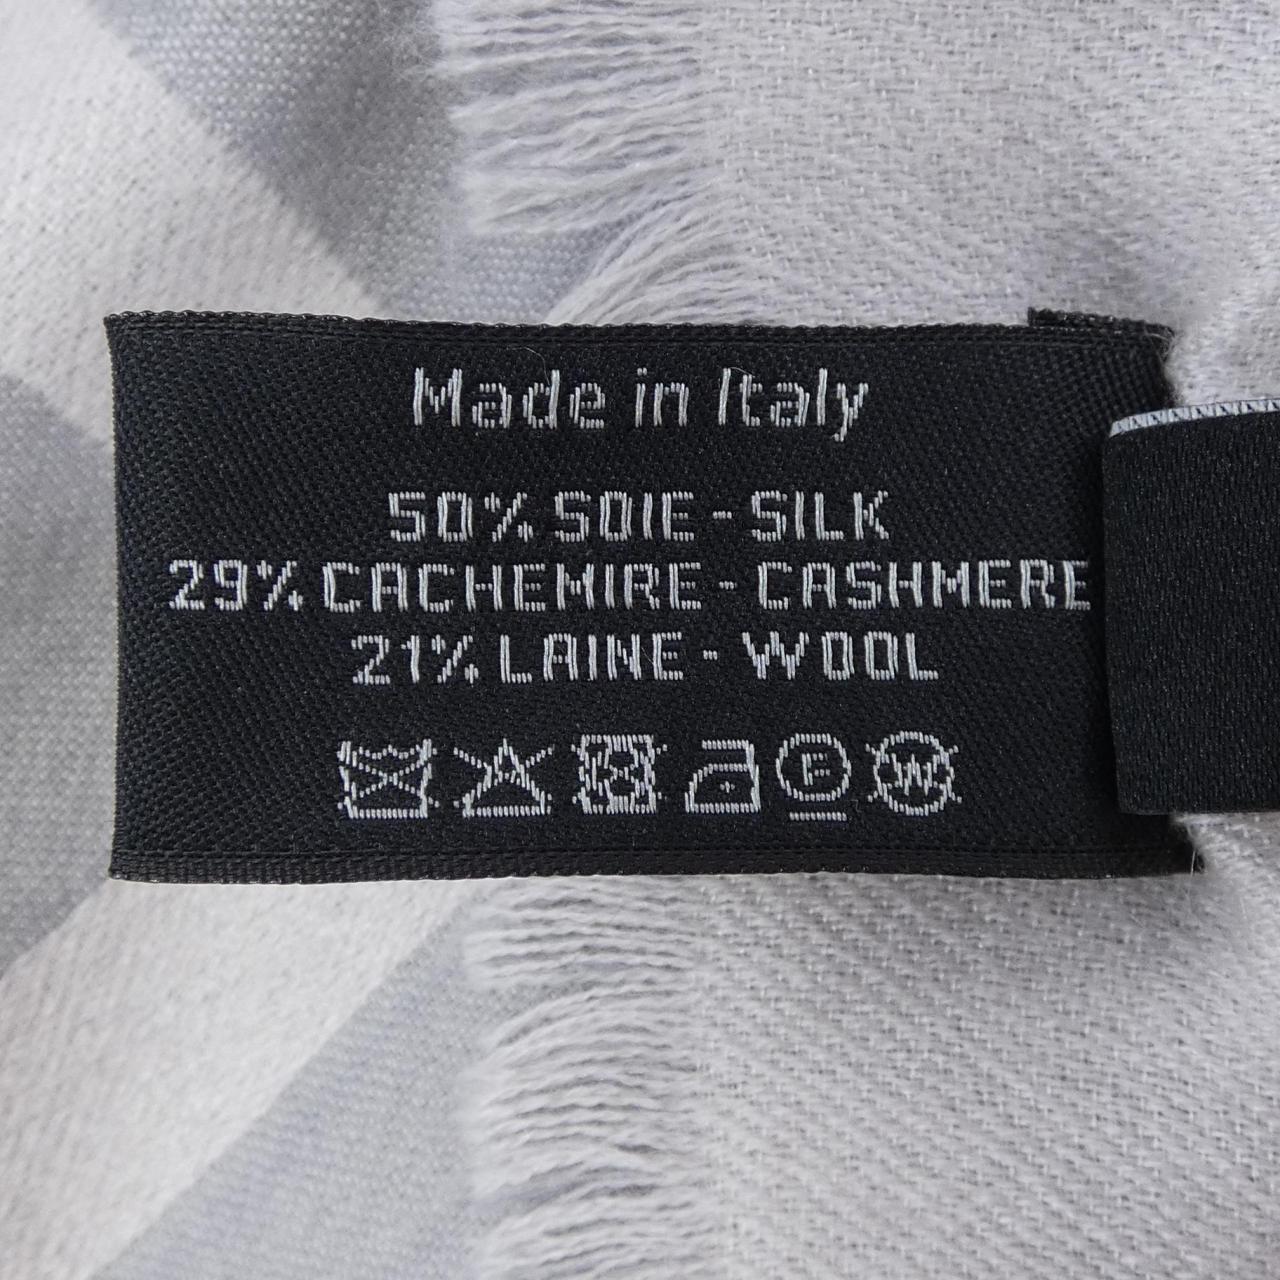 Made in Italy
50% SOIE - SILK
29% CACHEMIRE - CASHMERE
21% LAINE - WOOL
A P W